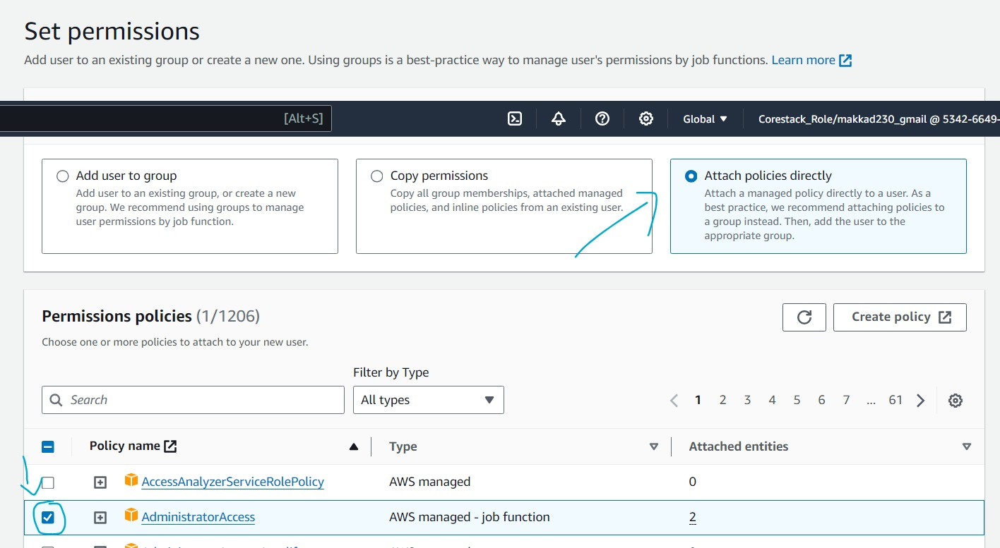 Set permissions
Add user to an existing group or create a new one. Using groups is a best-practice way to manage user's permissions by job functions. Learn more
[Alt+S]
Global
Corestack_Role/makkad230_gmail @ 5342-6649-
Add user to group
Add user to an existing group, or create a new
group. We recommend using groups to manage
user permissions by job function.
Copy permissions
Copy all group memberships, attached managed
policies, and inline policies from an existing user.
Attach policies directly
Attach a managed policy directly to a user. As a
best practice, we recommend attaching policies to
a group instead. Then, add the user to the
appropriate group.
Permissions policies (1/1206)
Create policy
Choose one or more policies to attach to your new user.
Filter by Type
Search
All types
1 2 3 4 5 6 7 ... 61
Policy name
Type
Attached entities
AccessAnalyzerServiceRolePolicy
AWS managed
0
AdministratorAccess
AWS managed - job function
2